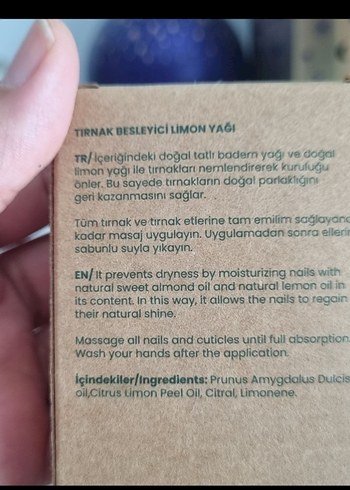 TIRNAK BESLEYİCİ LİMON YAĞI
TR/ İçeriğindeki doğal tatlı badem yağı ve doğal
limon yağı ile tırnakları nemlendirerek kuruluğu
önler. Bu sayede tırnakların doğal parlaklığını
geri kazanmasını sağlar.
Tüm tırnak ve tırnak etlerine tam emilim sağlayana
kadar masaj uygulayın. Uygulamadan sonra
sabunlu suyla yıkayın.
EN/ It prevents dryness by moisturizing nails with
natural sweet almond oil and natural lemon oil in
its content. In this way, it allows the nails to regain
their natural shine.
Massage all nails and cuticles until full absorption.
Wash your hands after the application.
İçindekiler/Ingredients: Prunus Amygdalus Dulcis
oil,Citrus Limon Peel Oil, Citral, Limonene.